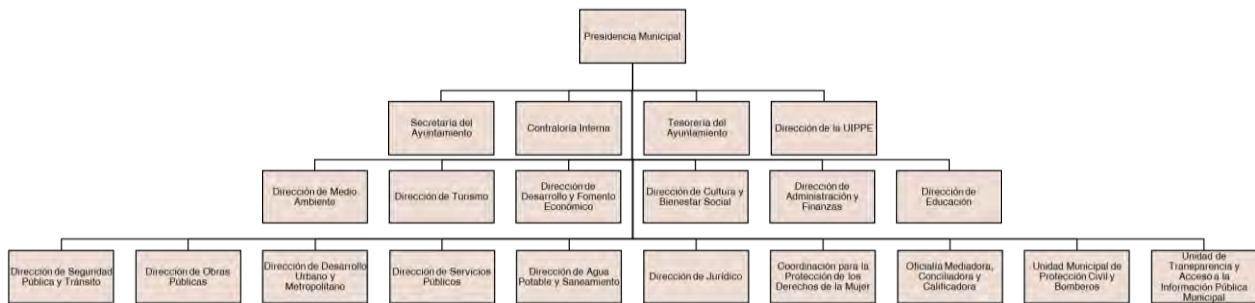 Presidencia Municipal
Secretaría del
Ayuntamiento
Contraloría Interna
Tesorería del
Ayuntamiento
Dirección de la UIPPE
Dirección de Medio
Ambiente
Dirección de Turismo
Dirección de
Desarrollo y Fomento
Económico
Dirección de Cultura y
Bienestar Social
Dirección de
Administración y
Finanzas
Dirección de
Educación
Dirección de Seguridad
Pública y Tránsito
Dirección de Obras
Públicas
Dirección de Desarrollo
Urbano y
Metropolitano
Dirección de Servicios
Públicos
Dirección de Agua
Potable y Saneamiento
Dirección de Jurídico
Coordinación para la
Protección de los
Derechos de la Mujer
Oficialía Mediadora,
Conciliadora y
Calificadora
Unidad Municipal de
Protección Civil y
Bomberos
Unidad de
Transparencia y
Acceso a la
Información Pública
Municipal